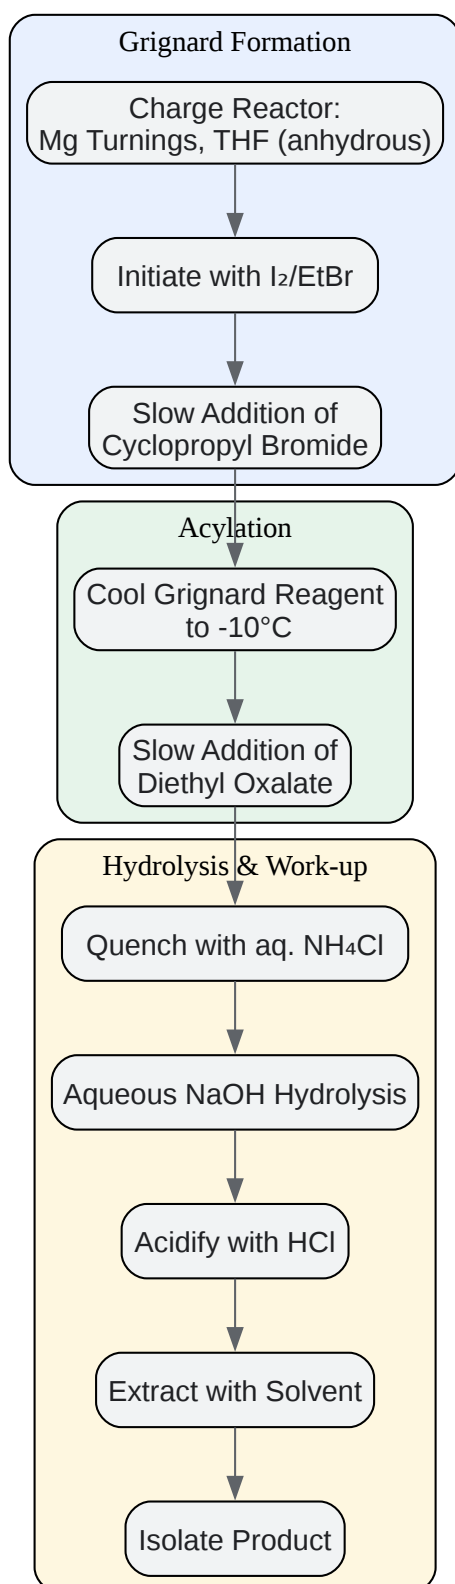 Grignard Formation
Charge Reactor:
Mg Turnings, THF (anhydrous)
Initiate with I₂/EtBr
Slow Addition of
Cyclopropyl Bromide
Acylation
Cool Grignard Reagent
to -10°C
Slow Addition of
Diethyl Oxalate
Hydrolysis & Work-up
Quench with aq. NH₄Cl
Aqueous NaOH Hydrolysis
Acidify with HCl
Extract with Solvent
Isolate Product